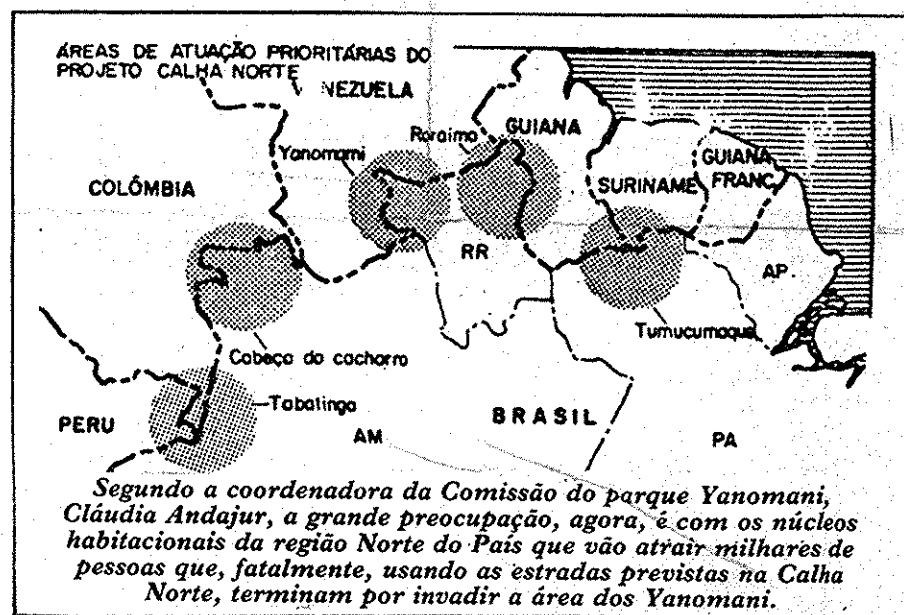 ÁREAS DE ATUAÇÃO PRIORITÁRIAS DO
PROJETO CALHA NORTE
NEZUELA
Yanomami
Roraima
GUIANA
COLÔMBIA
SURINAME
GUIANA
FRANC.
RR
AP.
Tumucumaque
Cabeça do cachorro
Tabatinga
BRASIL
PERU
AM
PA
Segundo a coordenadora da Comissão do parque Yanomani,
Cláudia Andajur, a grande preocupação, agora, é com os núcleos
habitacionais da região Norte do País que vão atrair milhares de
pessoas que, fatalmente, usando as estradas previstas na Calha
Norte, terminam por invadir a área dos Yanomani.